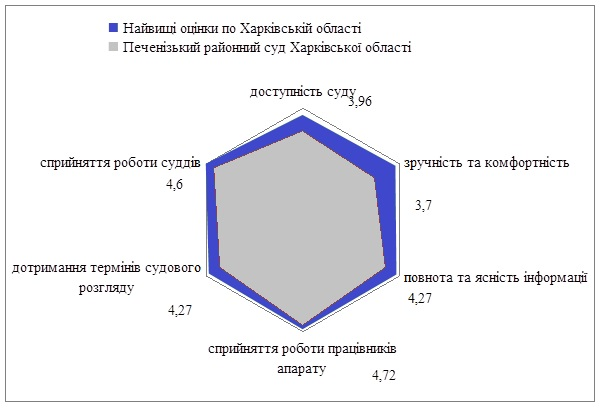 Найвищі оцінки по Харківській області
Печенізький районний суд Харківської області
доступність суду
3,96
сприйняття роботи суддів
4,6
зручність та комфортність
3,7
дотримання термінів судового
розгляду
4,27
повнота та ясність інформації
4,27
сприйняття роботи працівників
апарату
4,72